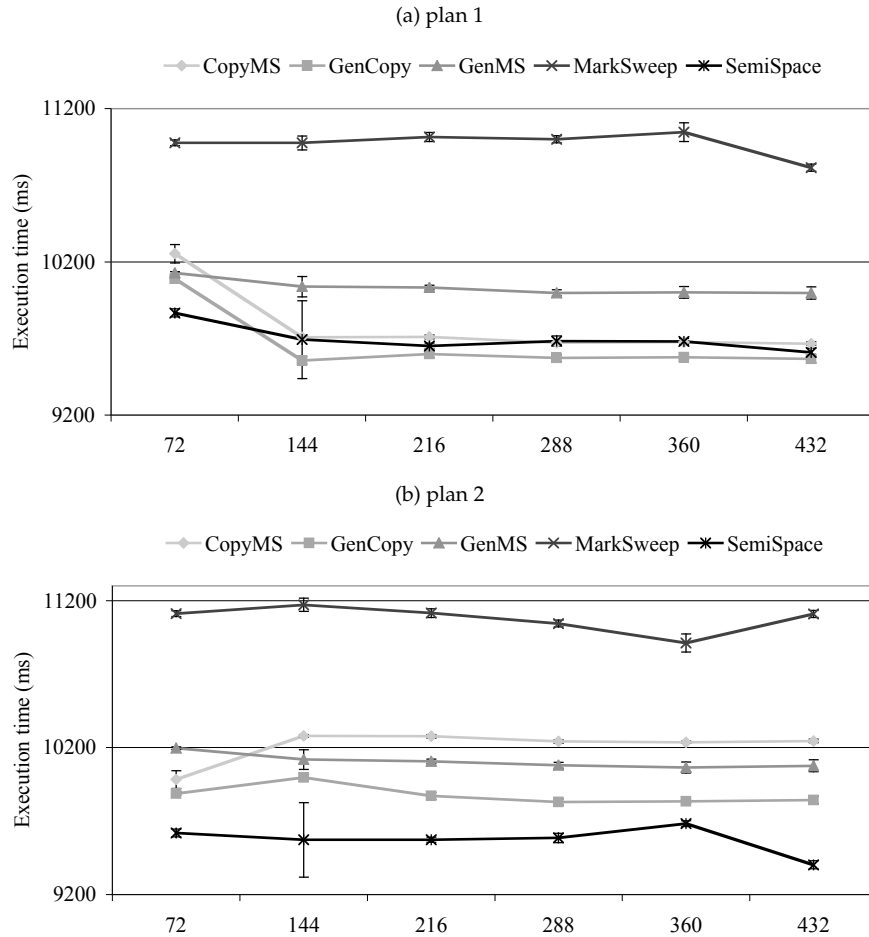 (a) plan 1
CopyMS GenCopy GenMS MarkSweep SemiSpace
11200
10200
9200
Execution time (ms)
72 144 216 288 360 432
(b) plan 2
CopyMS GenCopy GenMS MarkSweep SemiSpace
11200
10200
9200
Execution time (ms)
72 144 216 288 360 432